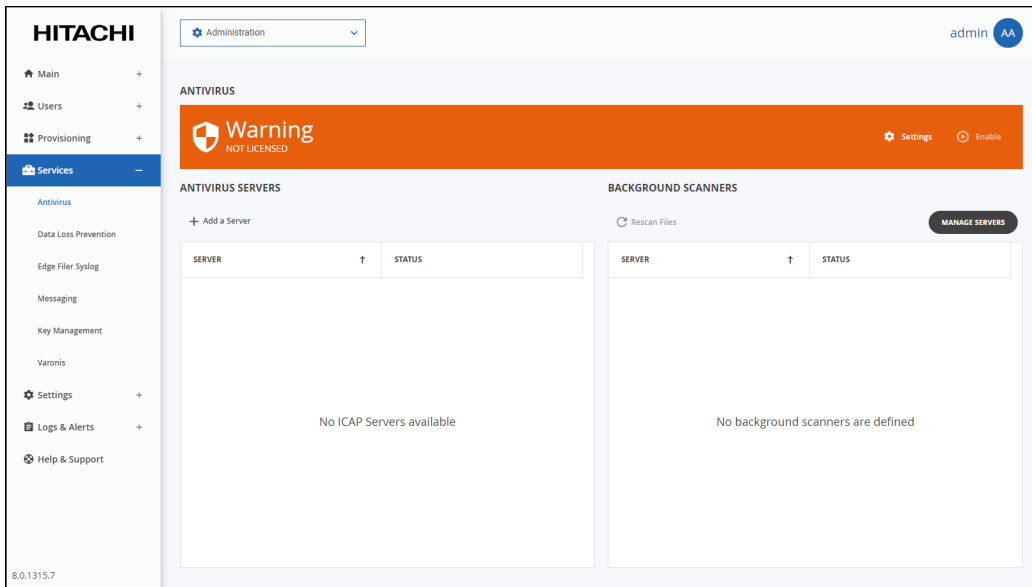 HITACHI
Administration
admin
AA
Main
Users
Provisioning
Services
Antivirus
Data Loss Prevention
Edge Filer Syslog
Messaging
Key Management
Varonis
Settings
Logs & Alerts
Help & Support
8.0.1315.7
ANTIVIRUS
Warning
NOT LICENSED
Settings
Enable
ANTIVIRUS SERVERS
Add a Server
SERVER
STATUS
No ICAP Servers available
BACKGROUND SCANNERS
Rescan Files
MANAGE SERVERS
SERVER
STATUS
No background scanners are defined